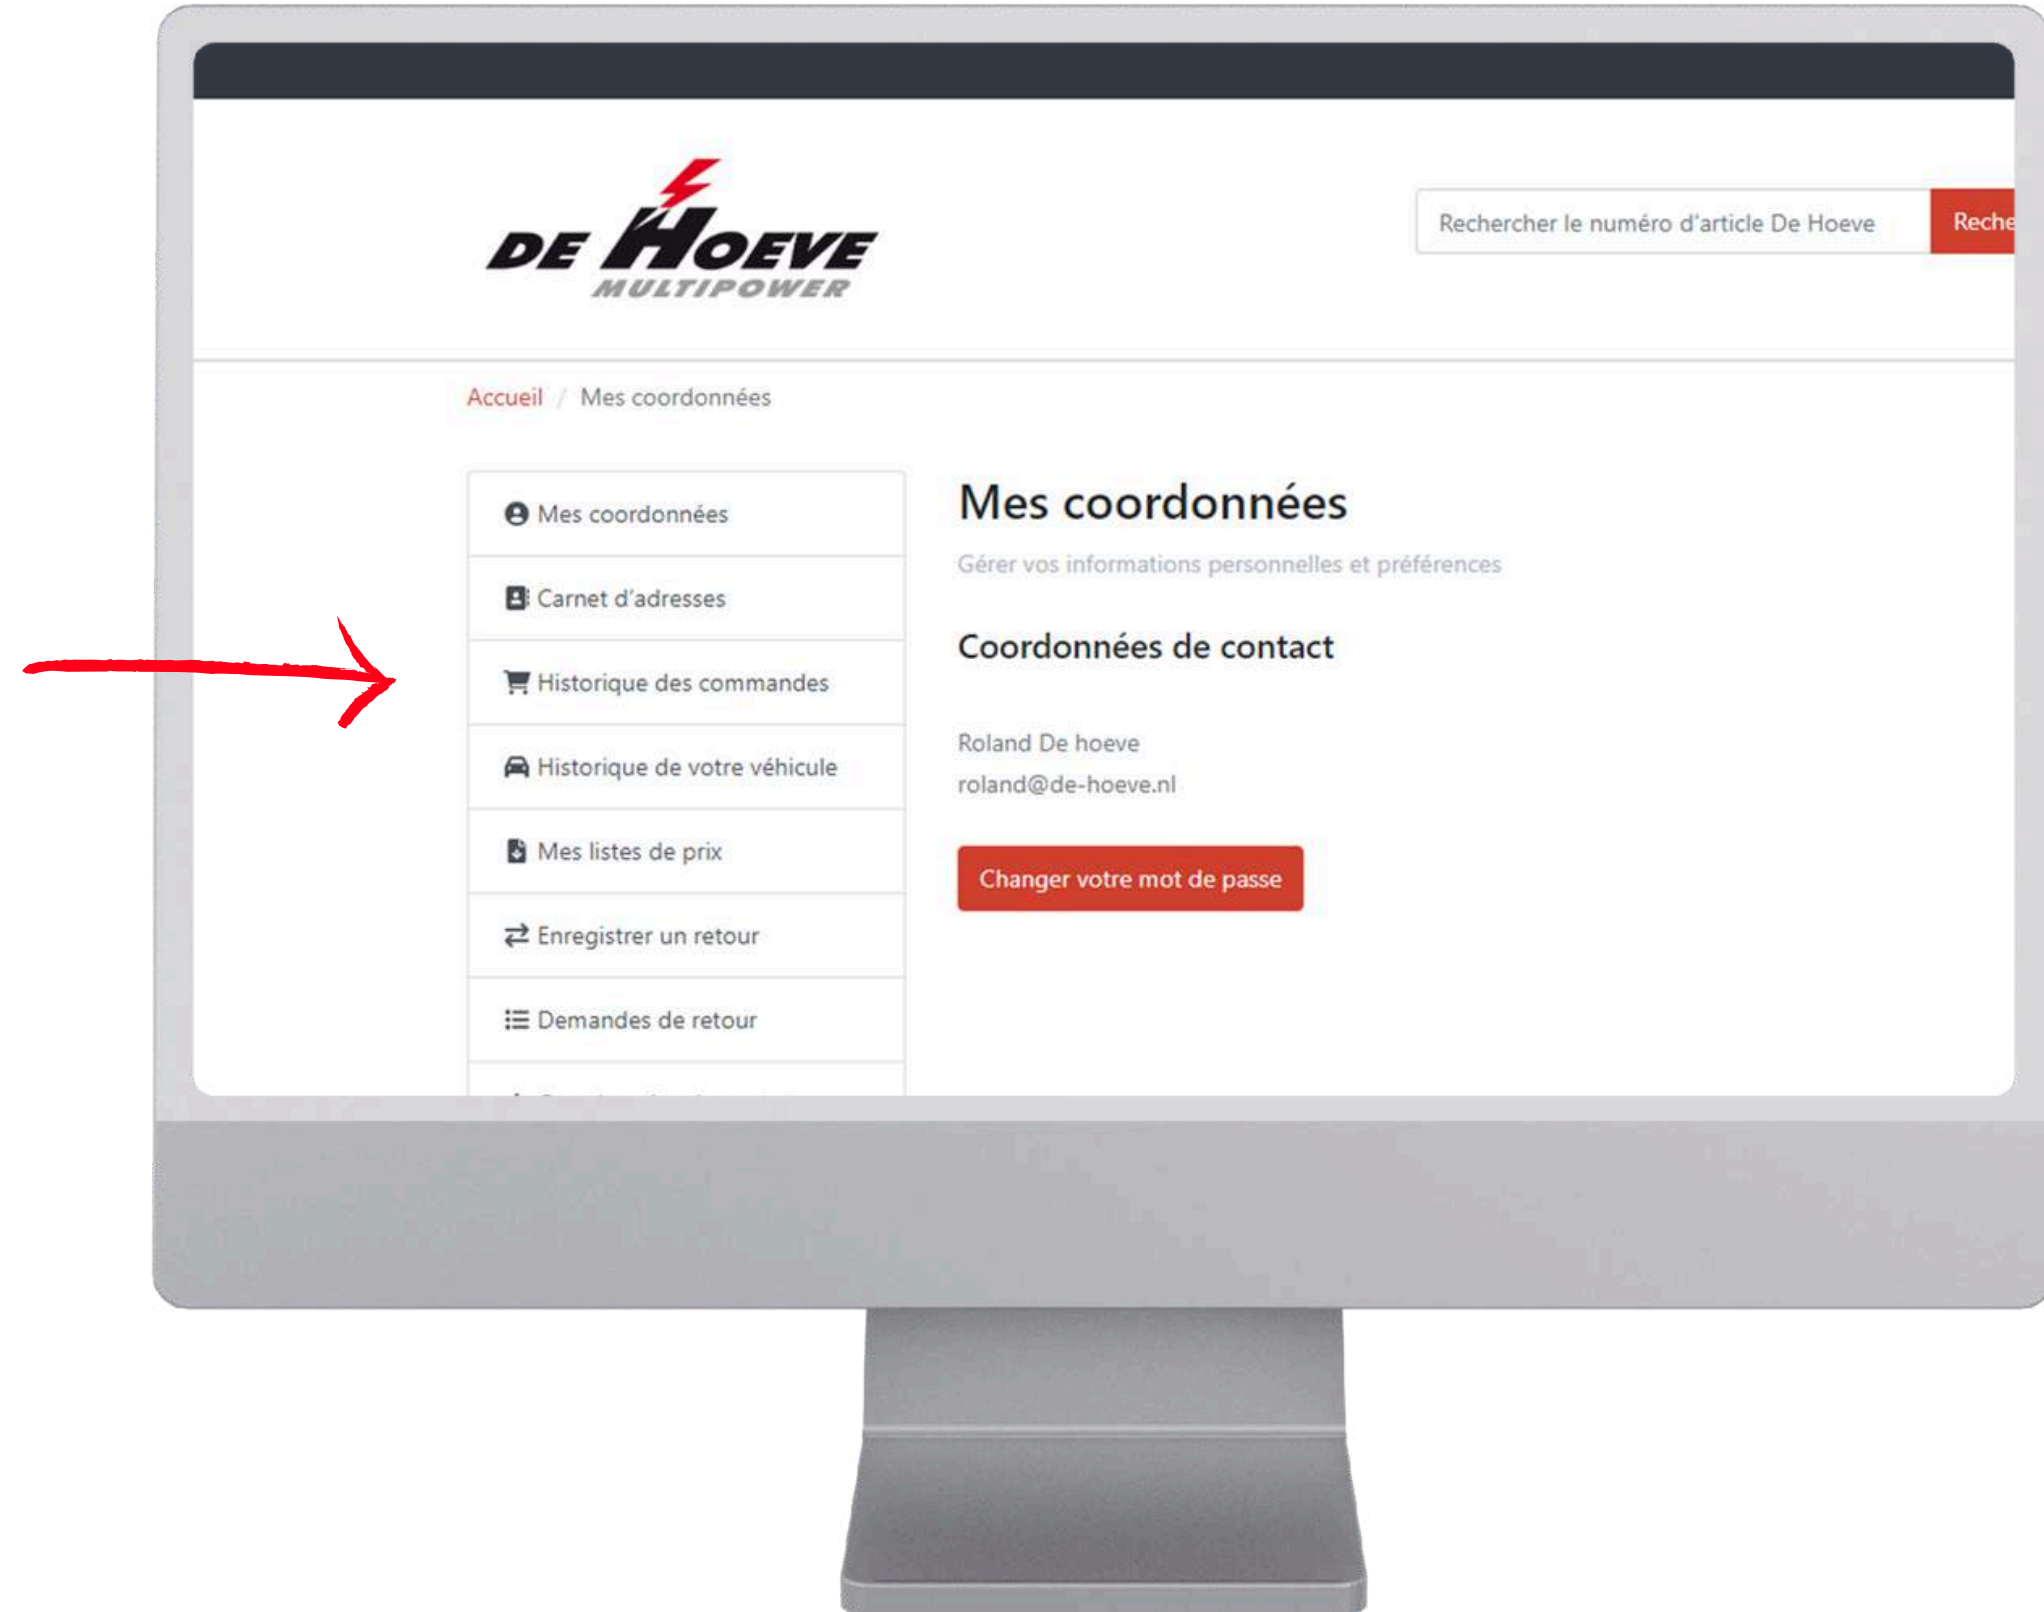 DE HOEVE
MULTIPOWER
Rechercher le numéro d'article De Hoeve
Reche
Accueil / Mes coordonnées
Mes coordonnées
Carnet d'adresses
Historique des commandes
Historique de votre véhicule
Mes listes de prix
Enregistrer un retour
Demandes de retour
Mes coordonnées
Gérer vos informations personnelles et préférences
Coordonnées de contact
Roland De hoeve
roland@de-hoeve.nl
Changer votre mot de passe